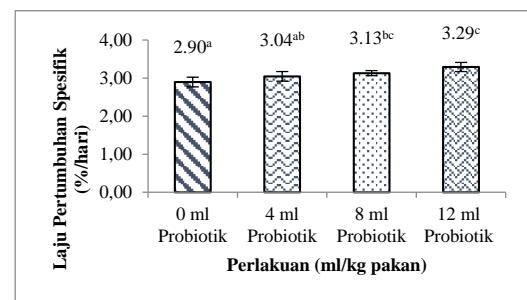 Laju Pertumbuhan Spesifik
(%/hari)
4,00
3,00
2,00
1,00
0,00
2.90ᵃ
3.04ᵃᵇ
3.13ᵇᶜ
3.29ᶜ
0 ml
Probiotik
4 ml
Probiotik
8 ml
Probiotik
12 ml
Probiotik
Perlakuan (ml/kg pakan)